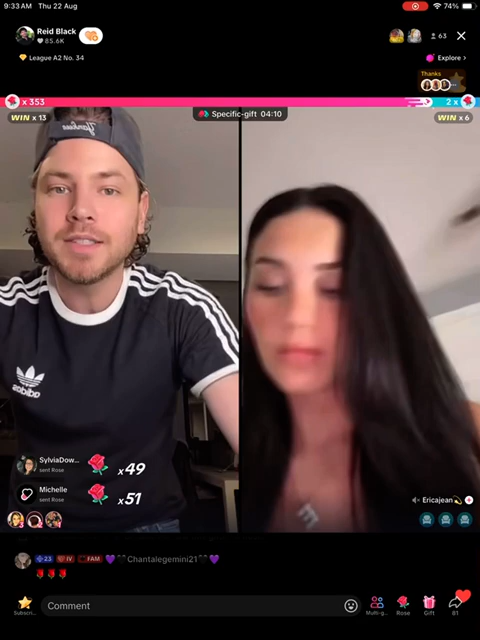 9:33 AM Thu 22 Aug
74%
Reid Black
85.6K
63
League A2 No. 34
Explore >
Thanks
x 353
2 x
WIN x 13
Specific-gift 04:10
WIN x 6
Yankees
adidas
E
SylviaDow...
sent Rose
x49
Michelle
sent Rose
x51
Ericajean
23
IV
FAM
Chantalegemini21
Subscri...
Comment
Multi-g...
Rose
Gift
81